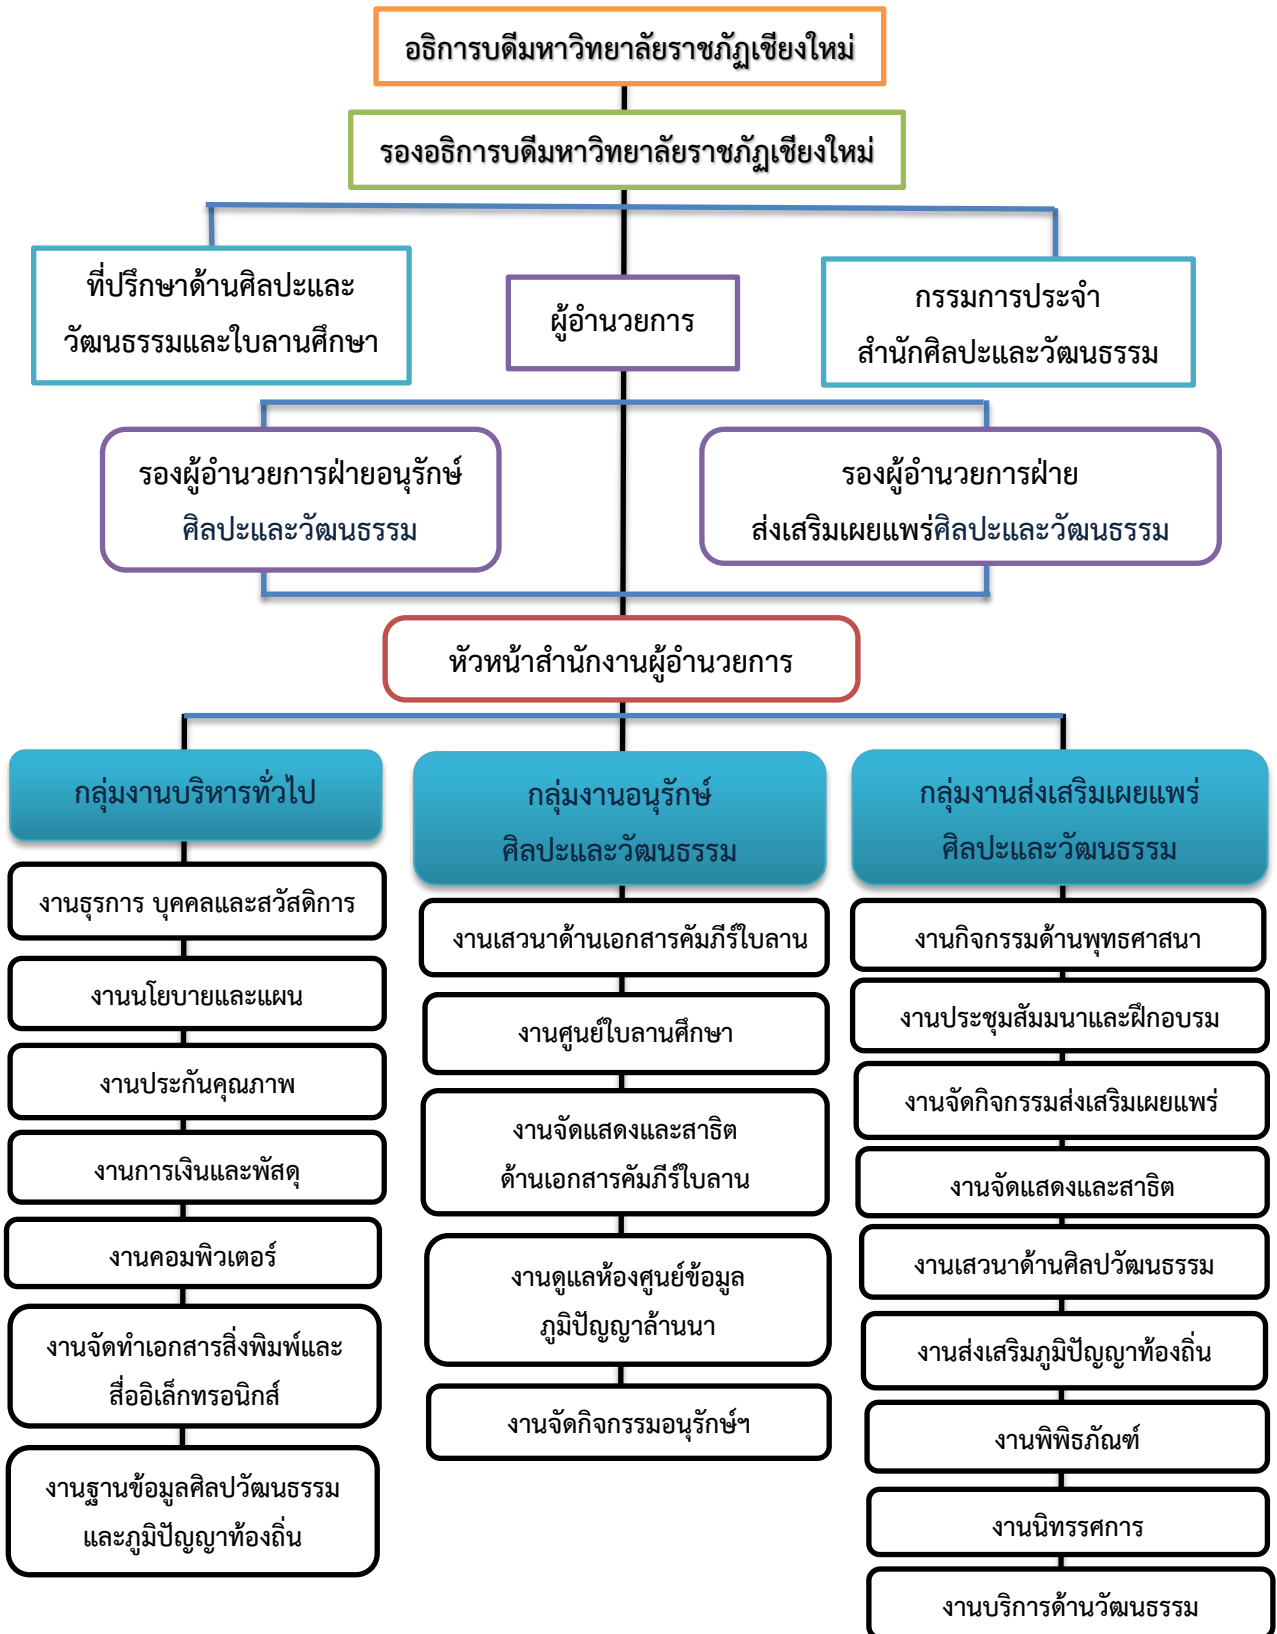 อธิการบดีมหาวิทยาลัยราชภัฏเชียงใหม่
รองอธิการบดีมหาวิทยาลัยราชภัฏเชียงใหม่
ที่ปรึกษาด้านศิลปะและ
วัฒนธรรมและใบลานศึกษา
ผู้อำนวยการ
กรรมการประจำ
สำนักศิลปะและวัฒนธรรม
รองผู้อำนวยการฝ่ายอนุรักษ์
ศิลปะและวัฒนธรรม
รองผู้อำนวยการฝ่าย
ส่งเสริมเผยแพร่ศิลปะและวัฒนธรรม
หัวหน้าสำนักงานผู้อำนวยการ
กลุ่มงานบริหารทั่วไป
งานธุรการ บุคคลและสวัสดิการ
งานนโยบายและแผน
งานประกันคุณภาพ
งานการเงินและพัสดุ
งานคอมพิวเตอร์
งานจัดทำเอกสารสิ่งพิมพ์และ
สื่ออิเล็กทรอนิกส์
งานฐานข้อมูลศิลปวัฒนธรรม
และภูมิปัญญาท้องถิ่น
กลุ่มงานอนุรักษ์
ศิลปะและวัฒนธรรม
งานเสวนาด้านเอกสารคัมภีร์ใบลาน
งานศูนย์ใบลานศึกษา
งานจัดแสดงและสาธิต
ด้านเอกสารคัมภีร์ใบลาน
งานดูแลห้องศูนย์ข้อมูล
ภูมิปัญญาล้านนา
งานจัดกิจกรรมอนุรักษ์ฯ
กลุ่มงานส่งเสริมเผยแพร่
ศิลปะและวัฒนธรรม
งานกิจกรรมด้านพุทธศาสนา
งานประชุมสัมมนาและฝึกอบรม
งานจัดกิจกรรมส่งเสริมเผยแพร่
งานจัดแสดงและสาธิต
งานเสวนาด้านศิลปวัฒนธรรม
งานส่งเสริมภูมิปัญญาท้องถิ่น
งานพิพิธภัณฑ์
งานนิทรรศการ
งานบริการด้านวัฒนธรรม